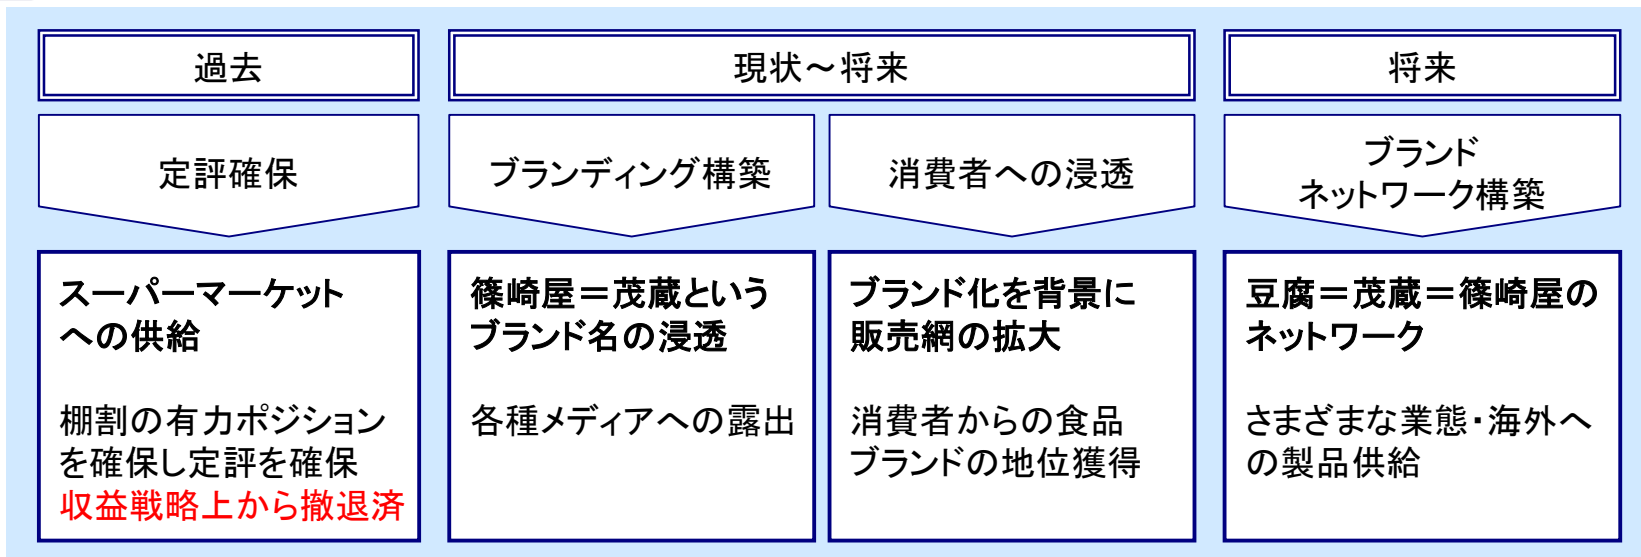 過去
現状～将来
将来
定評確保
ブランディング構築
消費者への浸透
ブランド
ネットワーク構築
スーパーマーケット
への供給
棚割の有力ポジション
を確保し定評を確保
収益戦略上から撤退済
篠崎屋＝茂蔵という
ブランド名の浸透
各種メディアへの露出
ブランド化を背景に
販売網の拡大
消費者からの食品
ブランドの地位獲得
豆腐＝茂蔵＝篠崎屋の
ネットワーク
さまざまな業態・海外へ
の製品供給